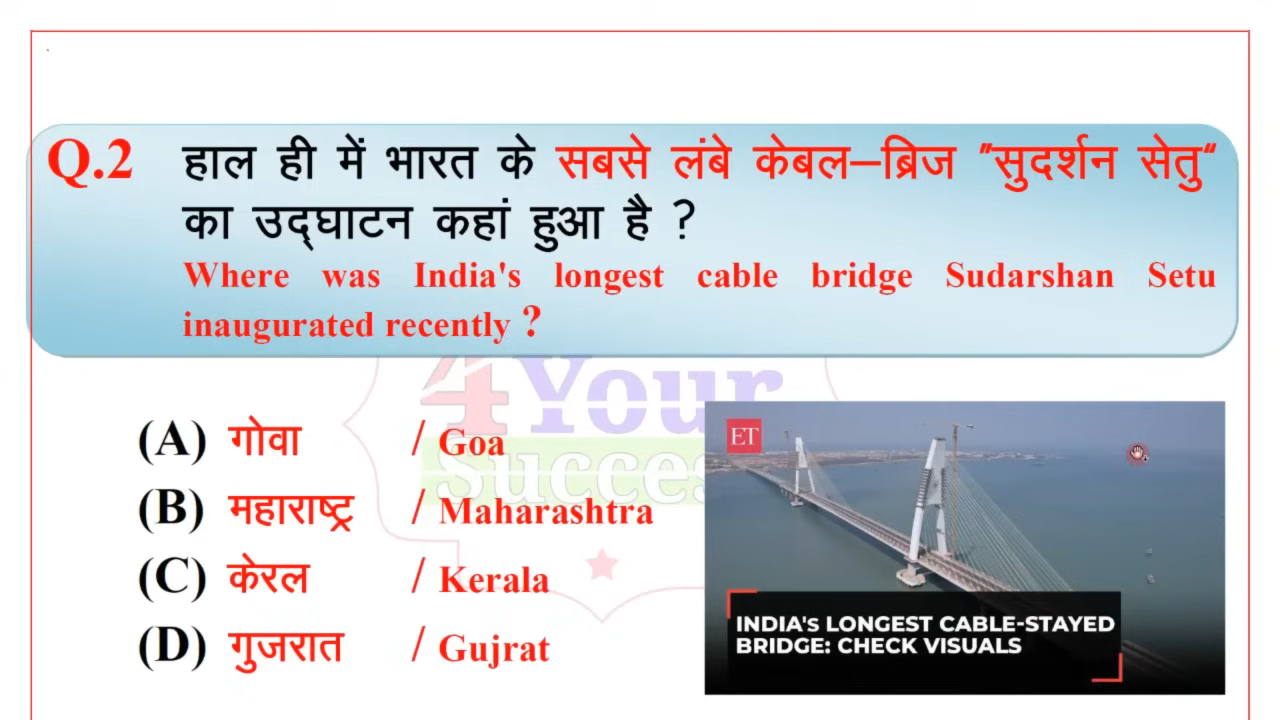 Q.2 हाल ही में भारत के सबसे लंबे केबल–ब्रिज "सुदर्शन सेतु"
का उद्घाटन कहां हुआ है ?
Where was India's longest cable bridge Sudarshan Setu
inaugurated recently ?
4 Your
Success
(A) गोवा / Goa
(B) महाराष्ट्र / Maharashtra
(C) केरल / Kerala
(D) गुजरात / Gujrat
ET
INDIA's LONGEST CABLE-STAYED
BRIDGE: CHECK VISUALS